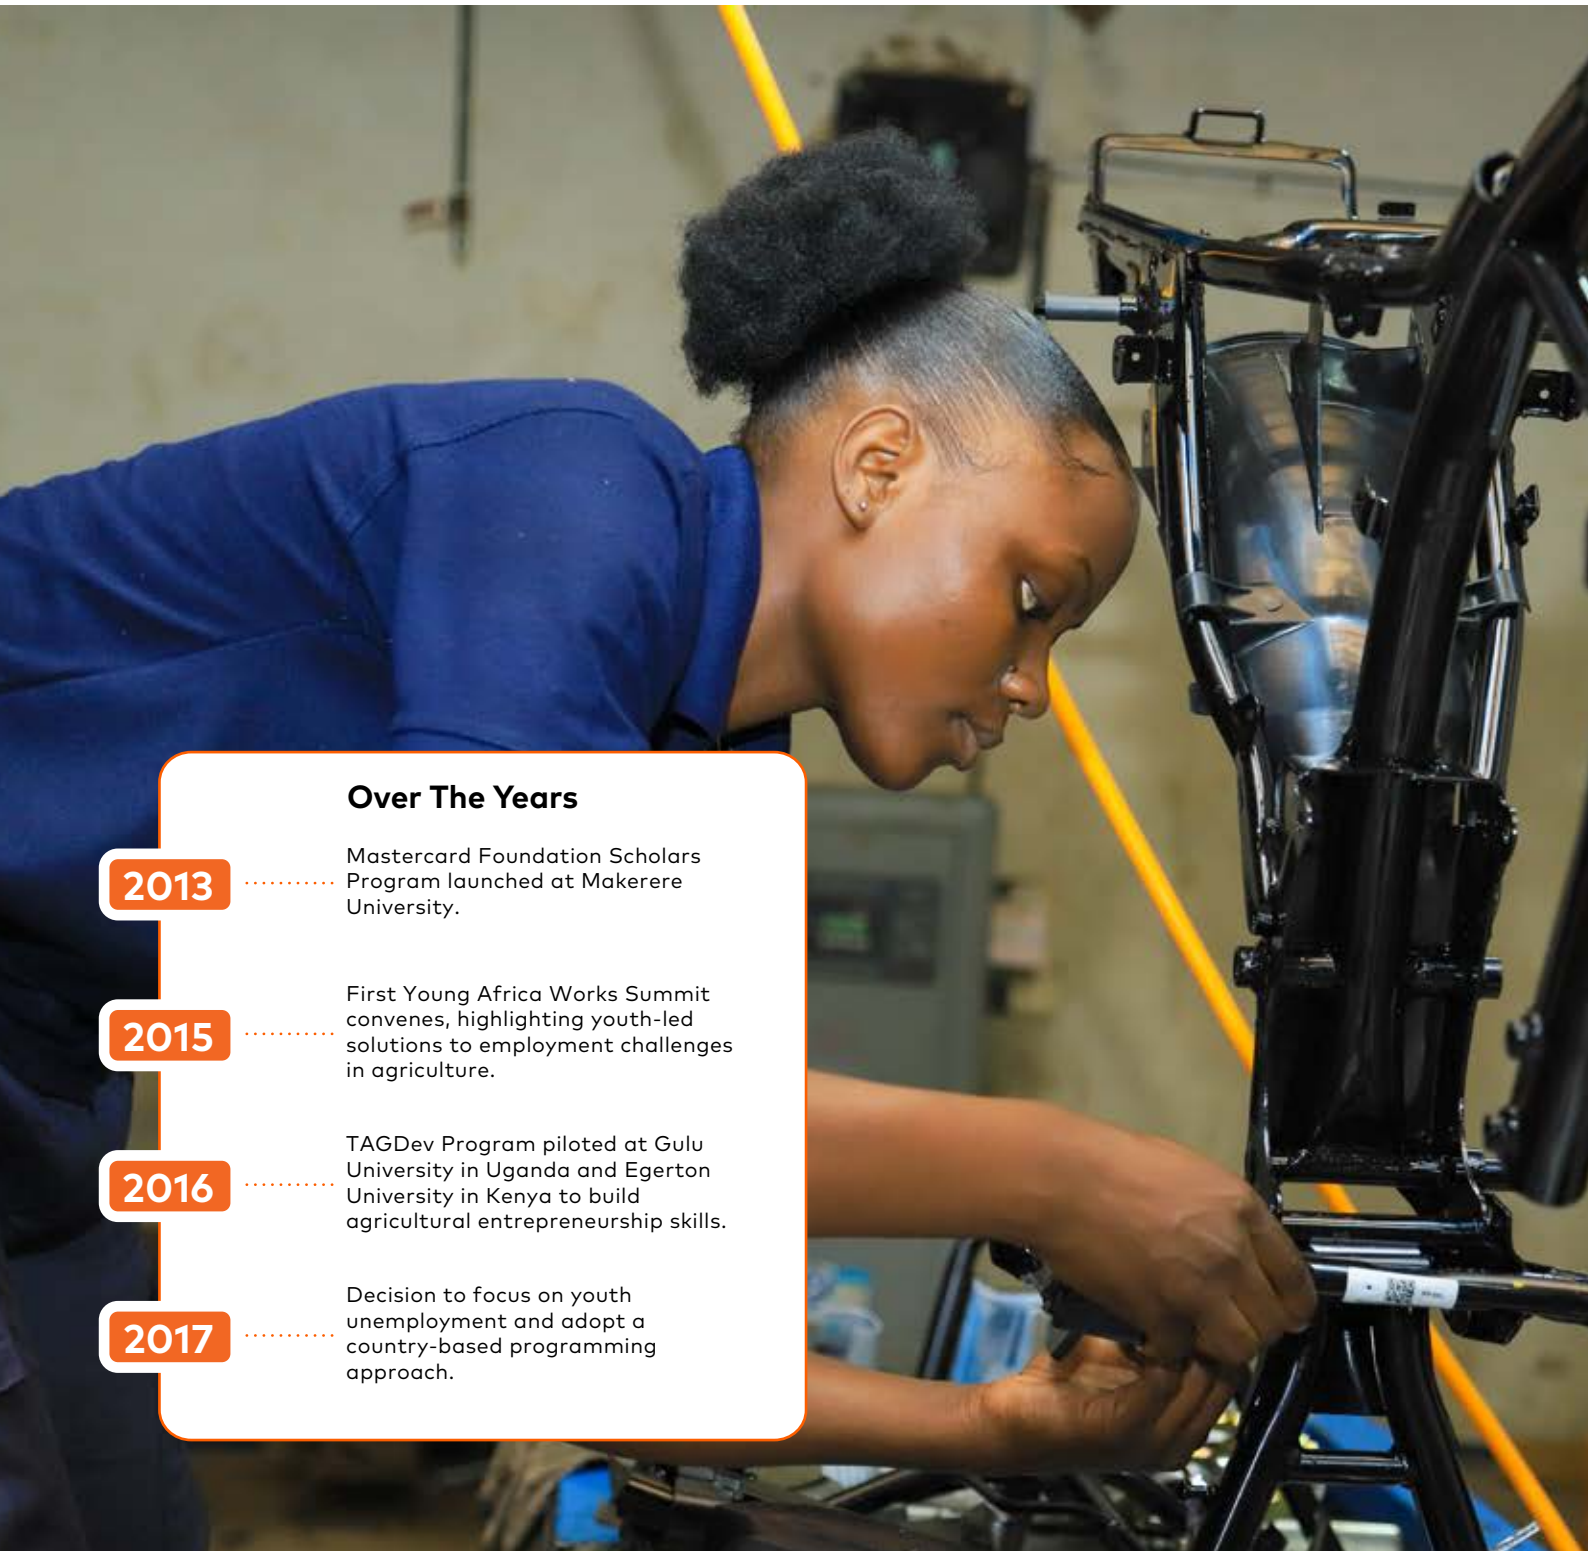 Over The Years
2013
Mastercard Foundation Scholars
Program launched at Makerere
University.
2015
First Young Africa Works Summit
convenes, highlighting youth-led
solutions to employment challenges
in agriculture.
2016
TAGDev Program piloted at Gulu
University in Uganda and Egerton
University in Kenya to build
agricultural entrepreneurship skills.
2017
Decision to focus on youth
unemployment and adopt a
country-based programming
approach.